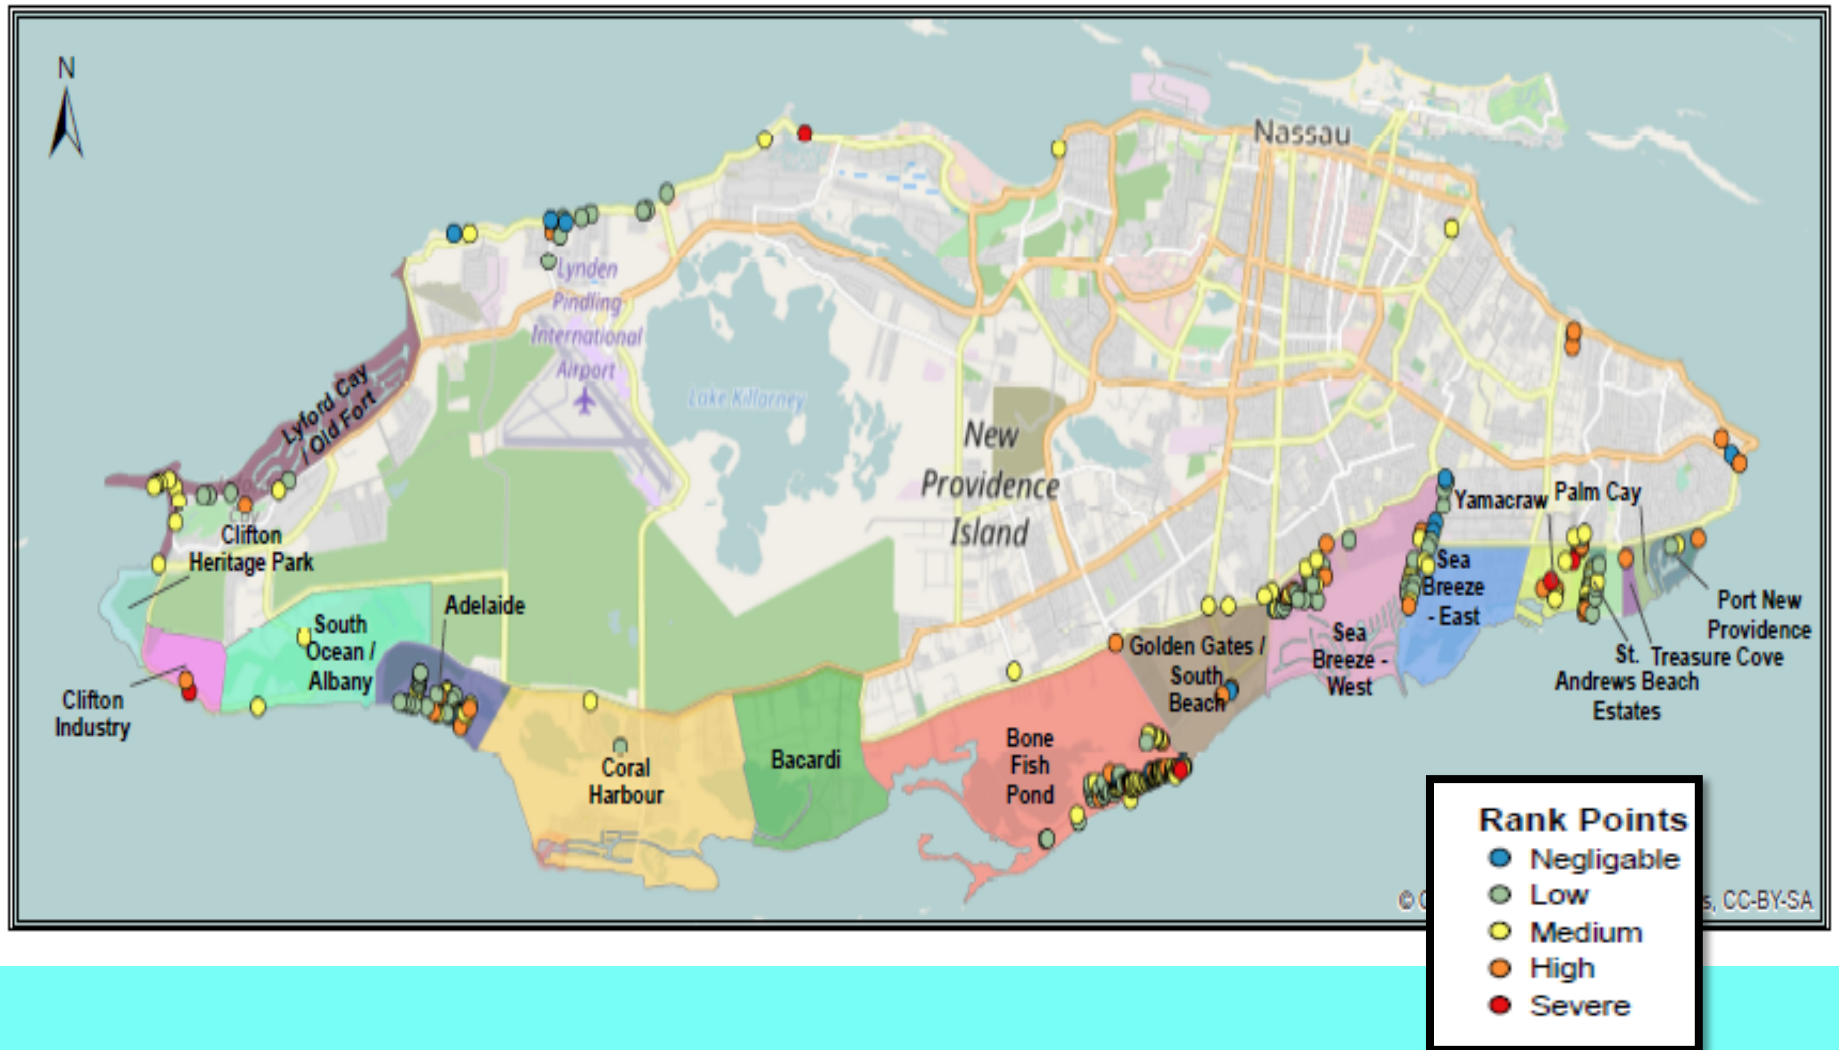 N
Nassau
Lynden
Pindling
International
Airport
Lake Killarney
New
Providence
Island
Lyford Cay
/ Old Fort
Cay
Clifton
Heritage Park
Clifton
Industry
South
Ocean /
Albany
Adelaide
Coral
Harbour
Bacardi
Bone
Fish
Pond
Golden Gates /
South
Beach
Sea
Breeze -
West
Sea
Breeze
- East
Yamacraw
Palm Cay
Port New
Providence
Treasure Cove
St.
Andrews Beach
Estates
Rank Points
Negligable
Low
Medium
High
Severe
, CC-BY-SA